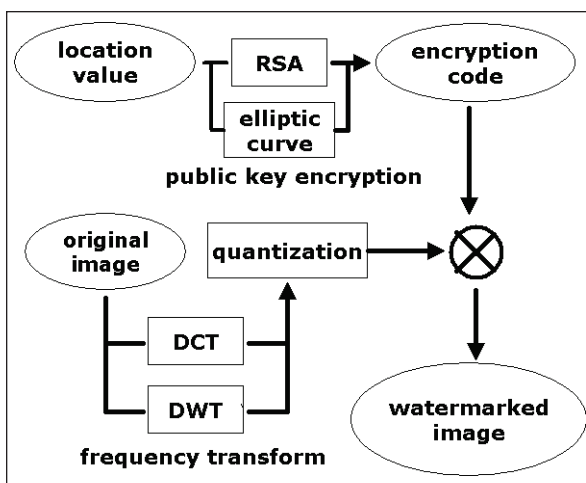 location
value
RSA
elliptic
curve
public key encryption
encryption
code
original
image
quantization
DCT
DWT
frequency transform
watermarked
image